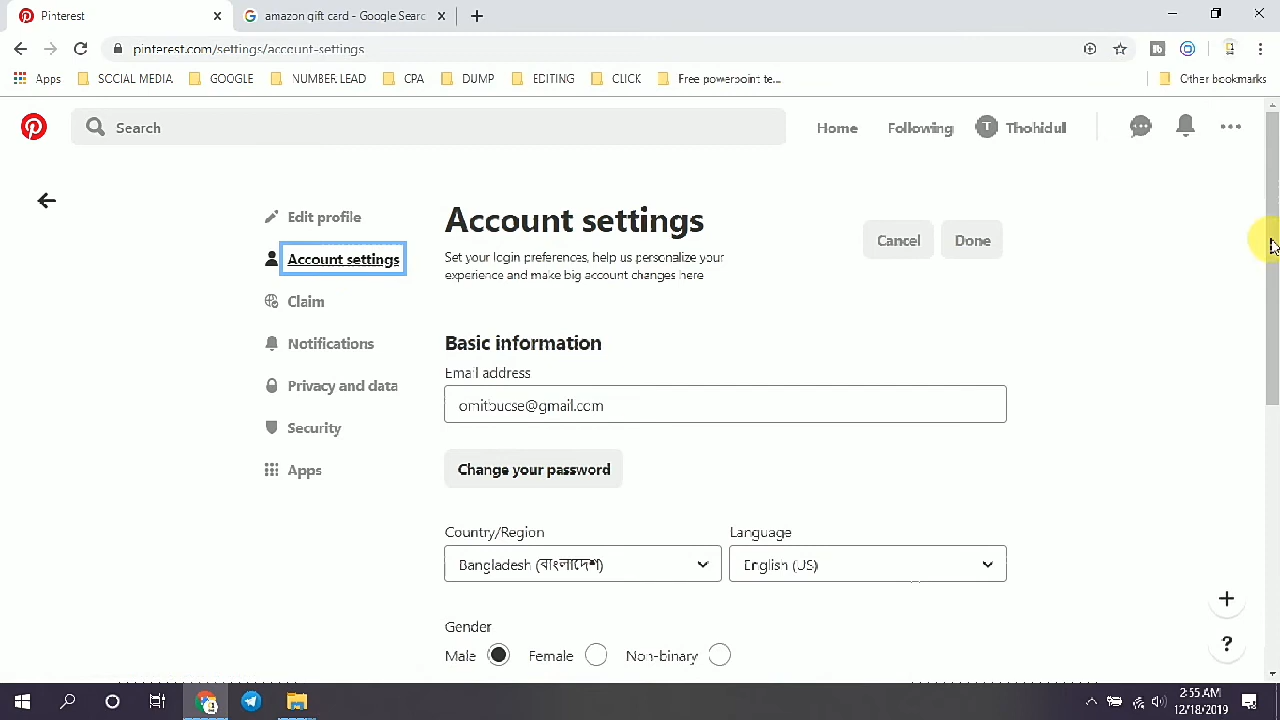 Pinterest
amazon gift card - Google Searc
pinterest.com/settings/account-settings
Apps SOCIAL MEDIA GOOGLE NUMBER LEAD CPA DUMP EDITING CLICK Free powerpoint te... Other bookmarks
Search Home Following T Thohidul
Edit profile
Account settings
Claim
Notifications
Privacy and data
Security
Apps
Account settings
Set your login preferences, help us personalize your
experience and make big account changes here
Cancel Done
Basic information
Email address
omitbucse@gmail.com
Change your password
Country/Region Language
Bangladesh (বাংলাদেশ) English (US)
Gender
Male Female Non-binary
2:55 AM
12/18/2019